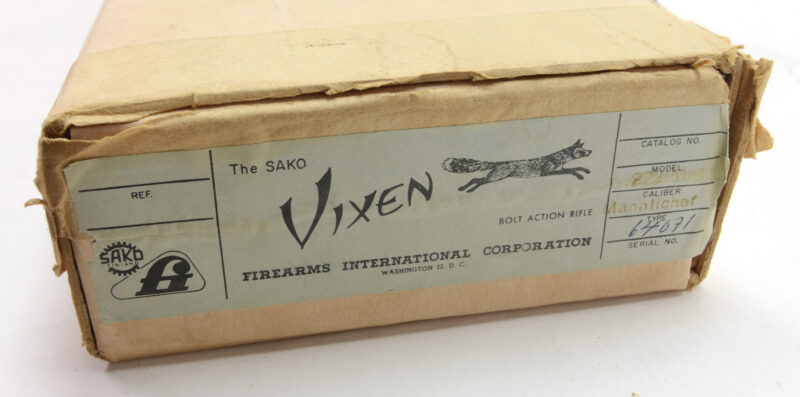 REF.
SAKO
FINLAND
fi
The SAKO
VIXEN
BOLT ACTION RIFLE
FIREARMS INTERNATIONAL CORPORATION
WASHINGTON 22, D. C.
CATALOG NO.
MODEL
CALIBER
Mannlicher
TYPE
64071
SERIAL NO.